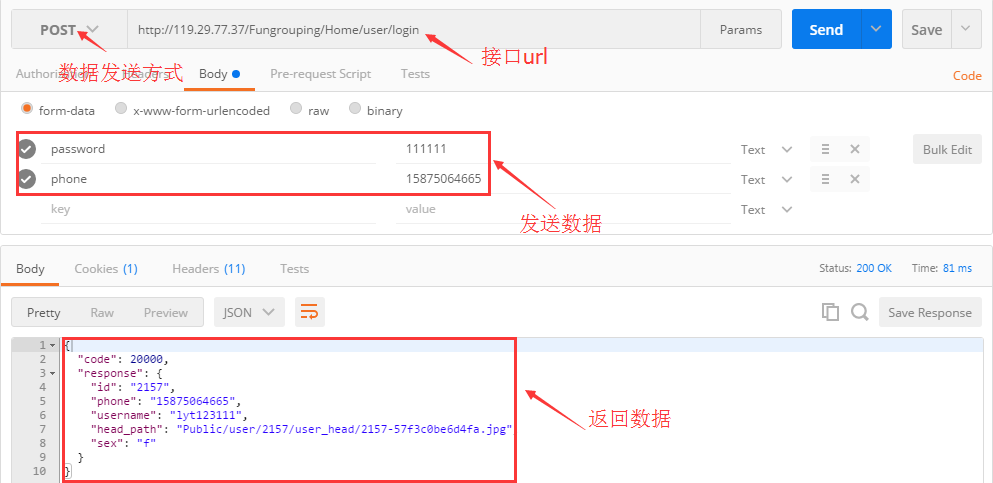 POST http://119.29.77.37/Fungrouping/Home/user/login Params Send Save
数据发送方式 接口url
Authorization Headers Body Pre-request Script Tests Code
form-data x-www-form-urlencoded raw binary
password 111111 Text Bulk Edit
phone 15875064665 Text
key value Text
发送数据
Body Cookies (1) Headers (11) Tests Status: 200 OK Time: 81 ms
Pretty Raw Preview JSON Save Response
1 {
2 "code": 20000,
3 "response": {
4 "id": "2157",
5 "phone": "15875064665",
6 "username": "lyt123111",
返回数据
7 "head_path": "Public/user/2157/user_head/2157-57f3c0be6d4fa.jpg"
8 "sex": "f"
9 }
10 }